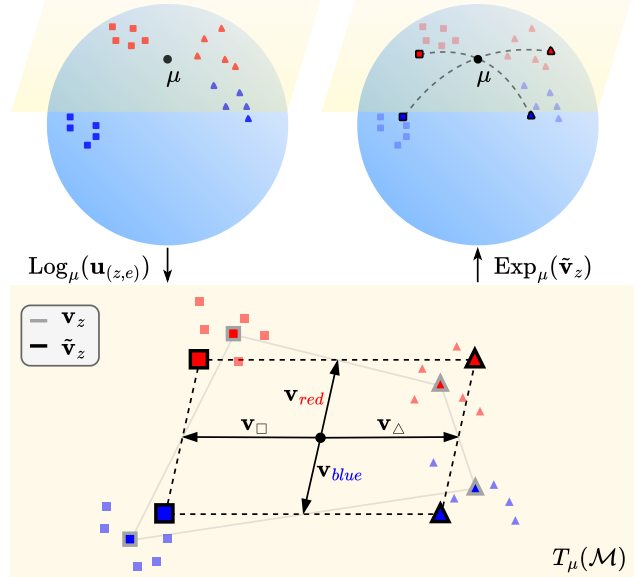 μ
μ
Log_μ(𝐮_(z,e))
Exp_μ(𝐯̃_z)
𝐯_z
𝐯̃_z
𝐯_red
𝐯_□
𝐯_△
𝐯_blue
T_μ(ℳ)